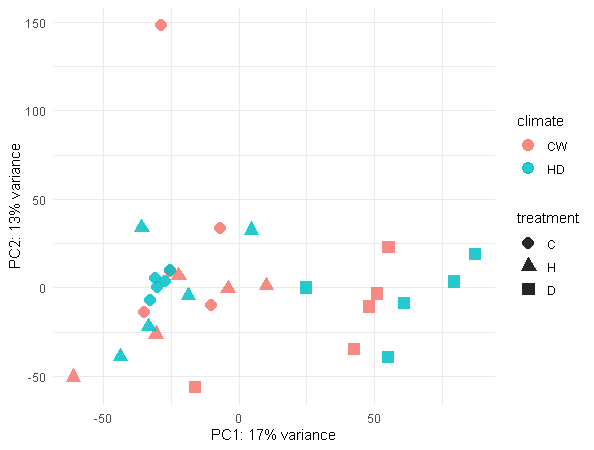 150
100
50
0
-50
PC2: 13% variance
-50
0
50
PC1: 17% variance
climate
CW
HD
treatment
C
H
D